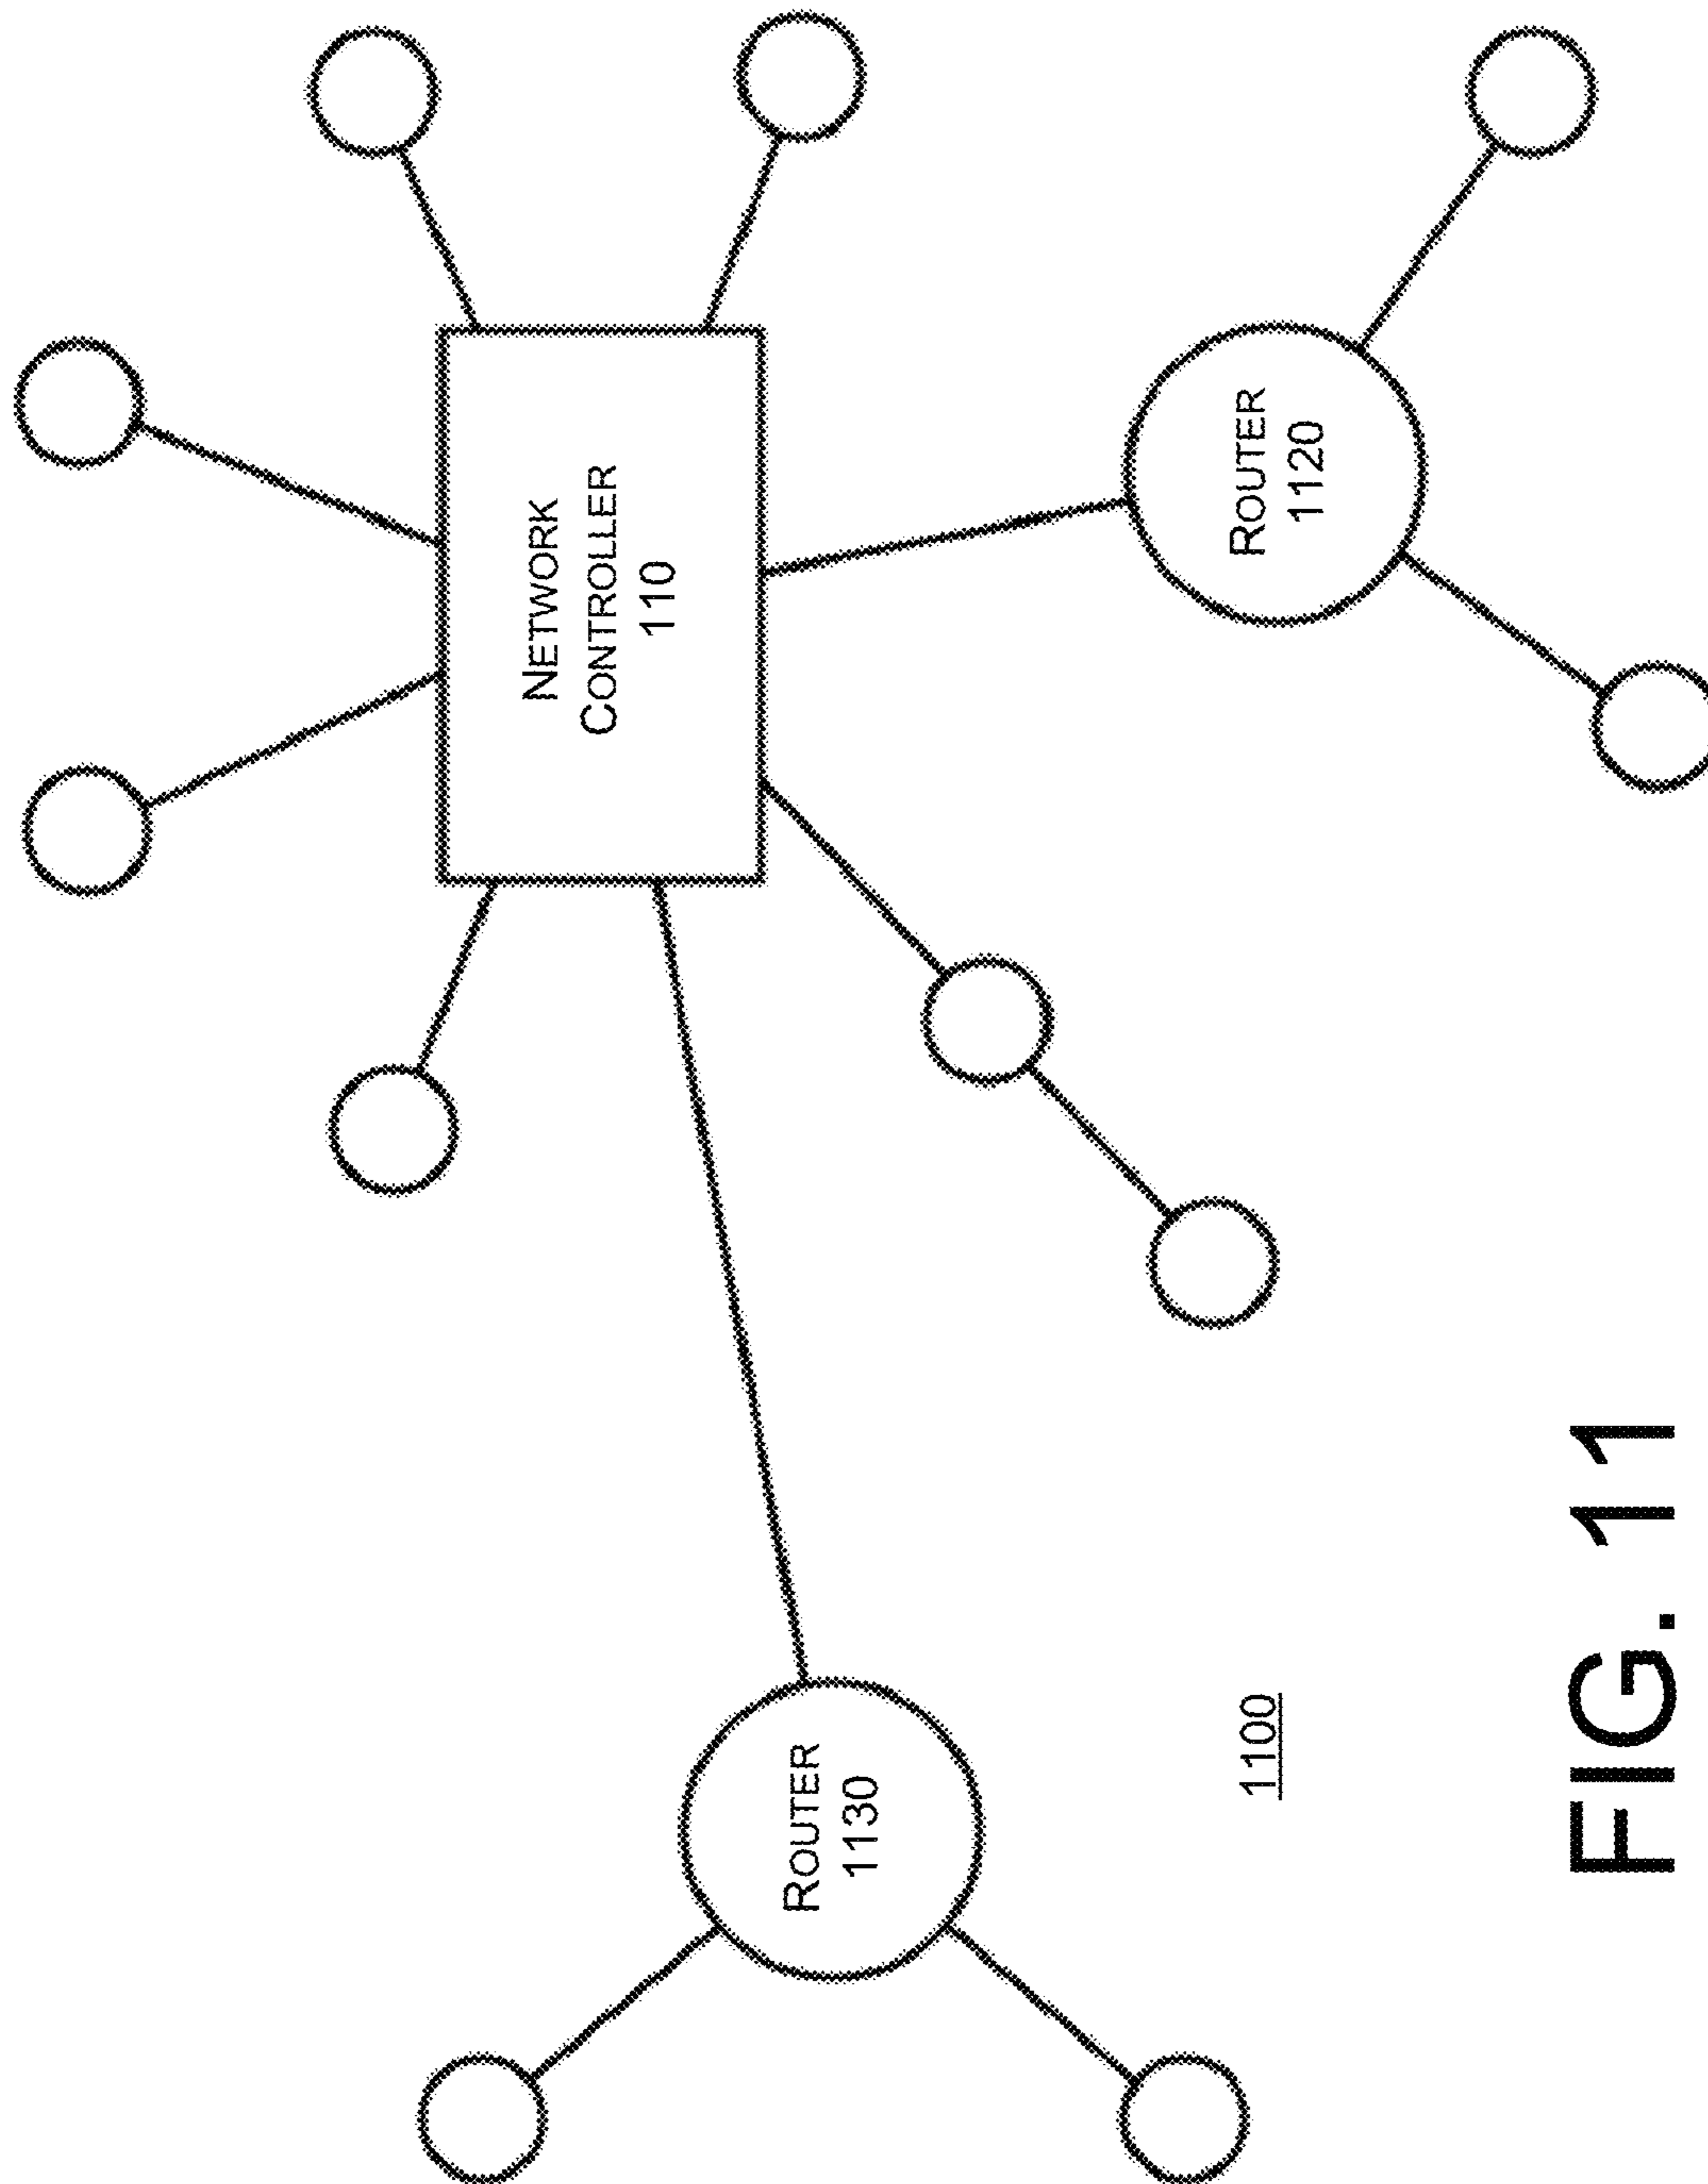 NETWORK
CONTROLLER
110
ROUTER
1120
ROUTER
1130
1100
FIG. 11